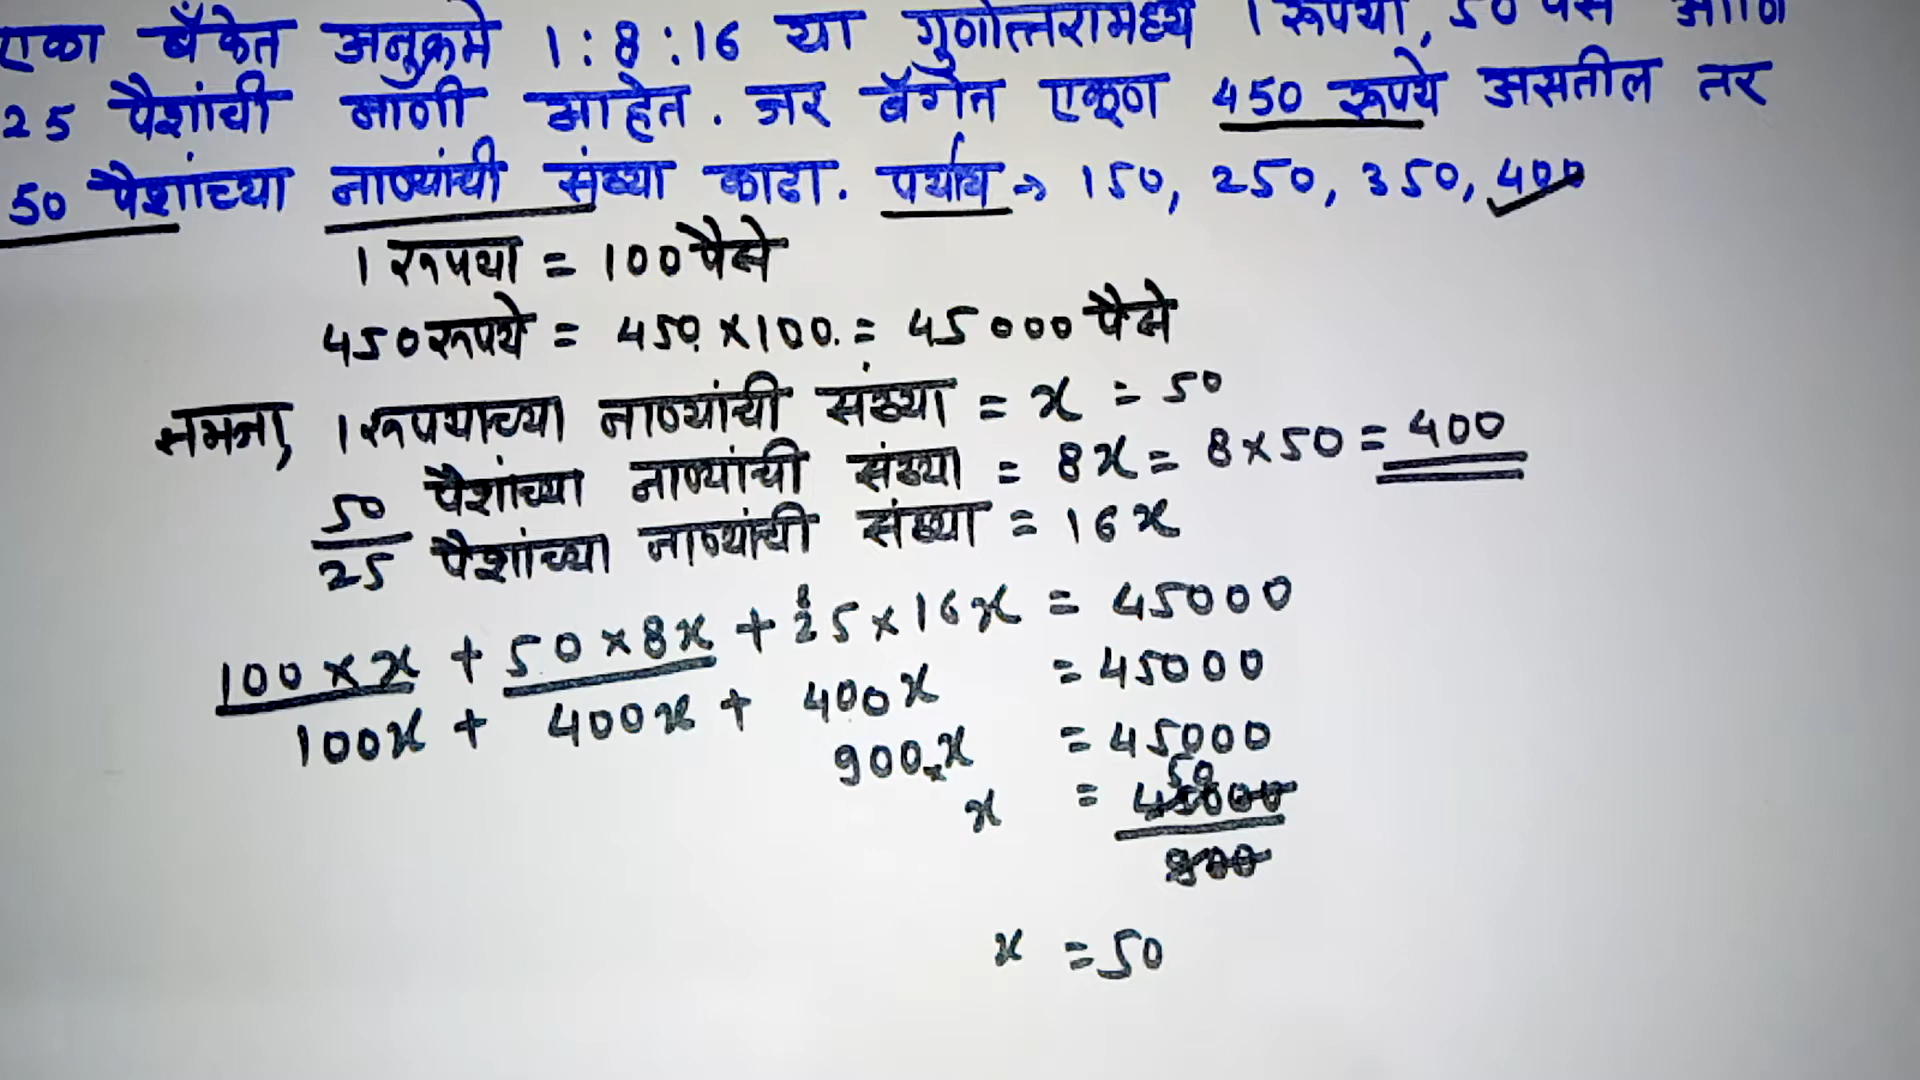 एका बँकेत अनुक्रमे 1 : 8 : 16 या गुणोत्तरामध्ये 1 रूपया, 50 पैसे आणि
25 पैशांची नाणी आहेत. जर बॅगेत एकूण 450 रूपये असतील तर
50 पैशांच्या नाण्यांची संख्या काढा. पर्याय → 150, 250, 350, 400
1 रूपया = 100 पैसे
450 रूपये = 450 × 100 = 45000 पैसे
समजा, 1 रूपयाच्या नाण्यांची संख्या = x = 50
50 पैशांच्या नाण्यांची संख्या = 8x = 8 × 50 = 400
25 पैशांच्या नाण्यांची संख्या = 16x
100 × x + 50 × 8x + 25 × 16x = 45000
100x + 400x + 400x = 45000
900x = 45000
50
x = 45000
900
x = 50